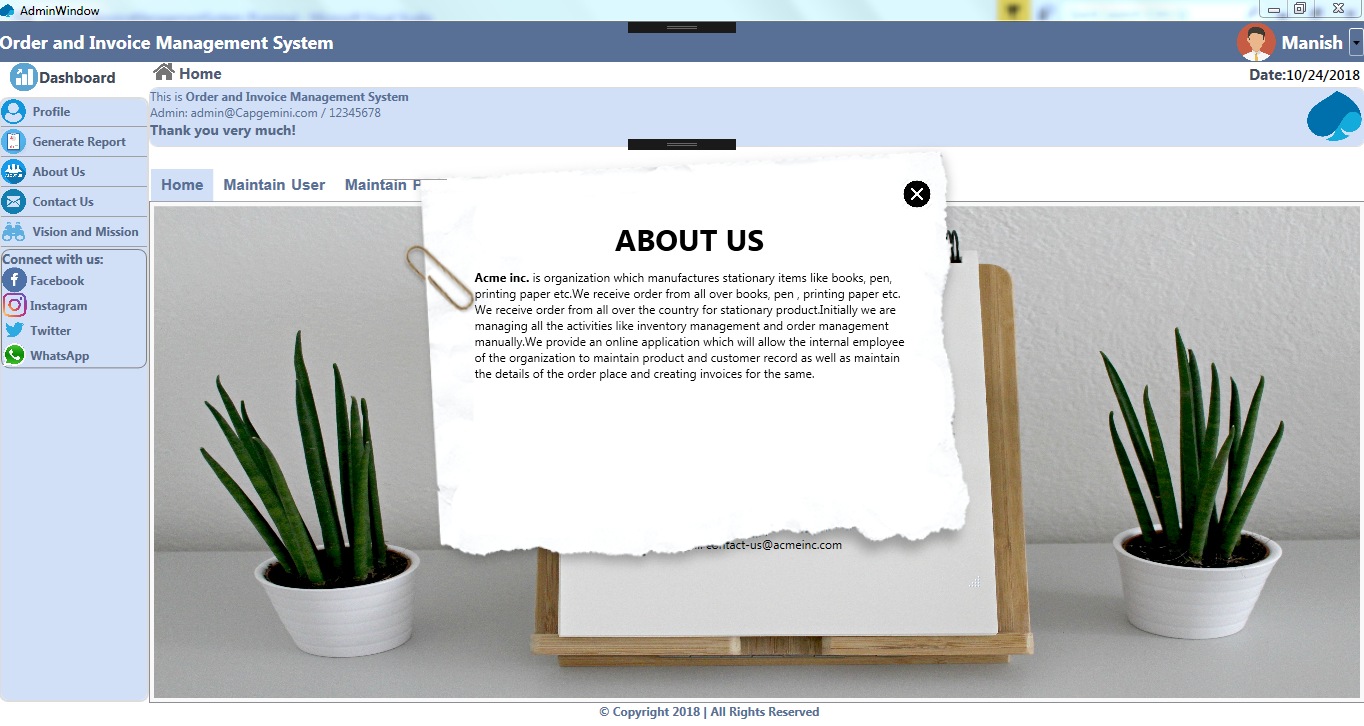 AdminWindow
Order and Invoice Management System
Manish
Dashboard
Home
Date:10/24/2018
This is Order and Invoice Management System
Admin: admin@Capgemini.com / 12345678
Thank you very much!
Profile
Generate Report
About Us
Contact Us
Vision and Mission
Connect with us:
Facebook
Instagram
Twitter
WhatsApp
Home Maintain User Maintain
ABOUT US
Acme inc. is organization which manufactures stationary items like books, pen,
printing paper etc.We receive order from all over books, pen , printing paper etc.
We receive order from all over the country for stationary product.Initially we are
managing all the activities like inventory management and order management
manually.We provide an online application which will allow the internal employee
of the organization to maintain product and customer record as well as maintain
the details of the order place and creating invoices for the same.
contact-us@acmeinc.com
© Copyright 2018 | All Rights Reserved